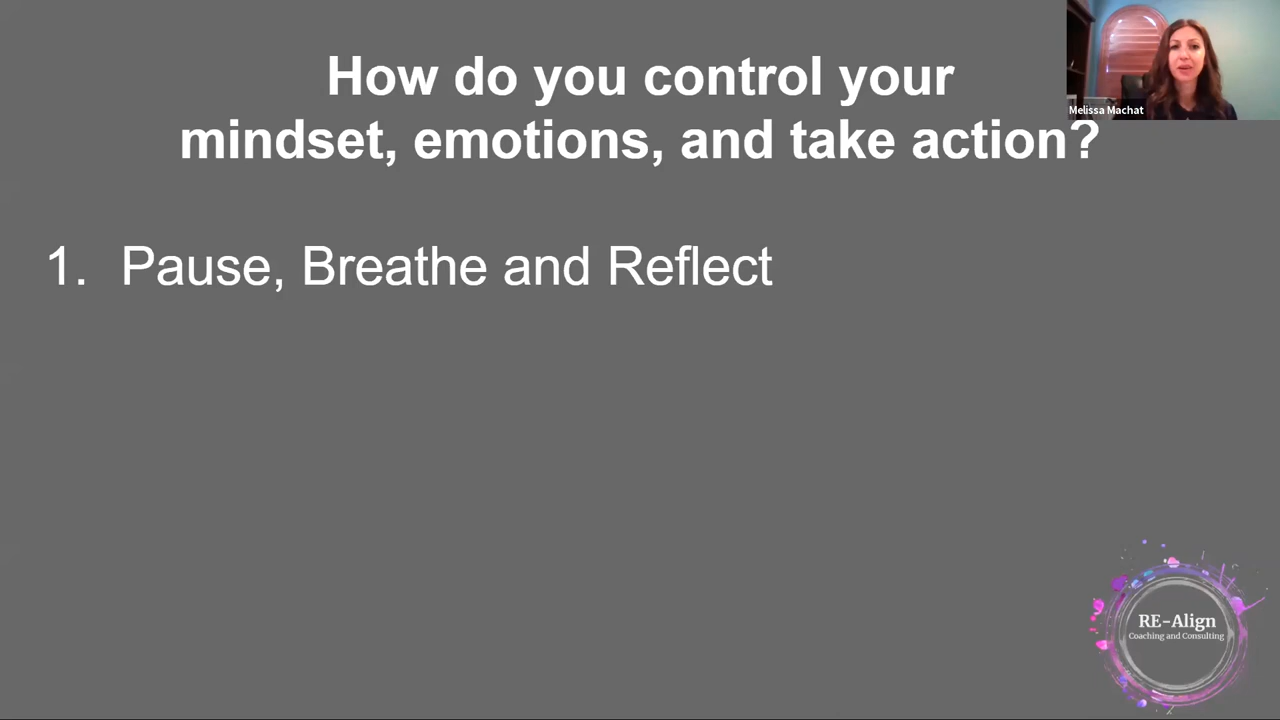 How do you control your
mindset, emotions, and take action?
Melissa Machat
1. Pause, Breathe and Reflect
RE-Align
Coaching and Consulting